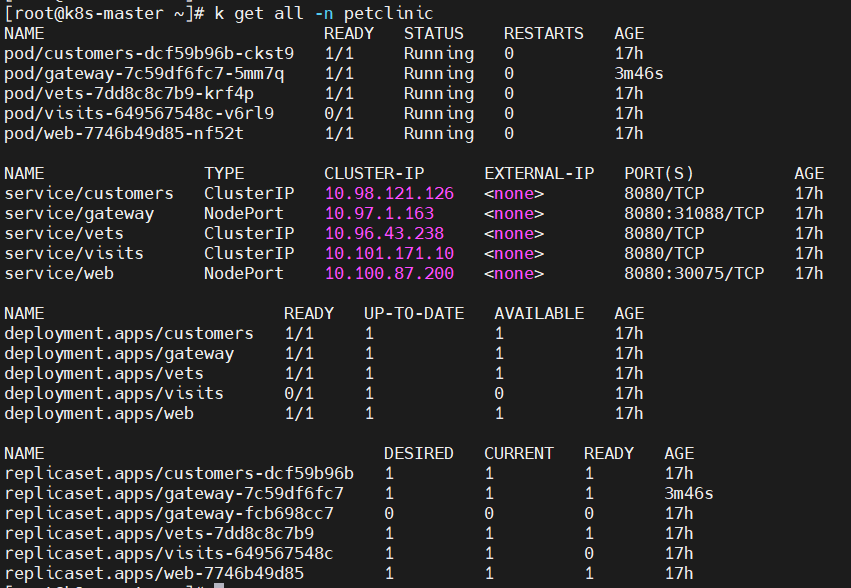 [root@k8s-master ~]# k get all -n petclinic
NAME READY STATUS RESTARTS AGE
pod/customers-dcf59b96b-ckst9 1/1 Running 0 17h
pod/gateway-7c59df6fc7-5mm7q 1/1 Running 0 3m46s
pod/vets-7dd8c8c7b9-krf4p 1/1 Running 0 17h
pod/visits-649567548c-v6rl9 0/1 Running 0 17h
pod/web-7746b49d85-nf52t 1/1 Running 0 17h
NAME TYPE CLUSTER-IP EXTERNAL-IP PORT(S) AGE
service/customers ClusterIP 10.98.121.126 <none> 8080/TCP 17h
service/gateway NodePort 10.97.1.163 <none> 8080:31088/TCP 17h
service/vets ClusterIP 10.96.43.238 <none> 8080/TCP 17h
service/visits ClusterIP 10.101.171.10 <none> 8080/TCP 17h
service/web NodePort 10.100.87.200 <none> 8080:30075/TCP 17h
NAME READY UP-TO-DATE AVAILABLE AGE
deployment.apps/customers 1/1 1 1 17h
deployment.apps/gateway 1/1 1 1 17h
deployment.apps/vets 1/1 1 1 17h
deployment.apps/visits 0/1 1 0 17h
deployment.apps/web 1/1 1 1 17h
NAME DESIRED CURRENT READY AGE
replicaset.apps/customers-dcf59b96b 1 1 1 17h
replicaset.apps/gateway-7c59df6fc7 1 1 1 3m46s
replicaset.apps/gateway-fcb698cc7 0 0 0 17h
replicaset.apps/vets-7dd8c8c7b9 1 1 1 17h
replicaset.apps/visits-649567548c 1 1 0 17h
replicaset.apps/web-7746b49d85 1 1 1 17h